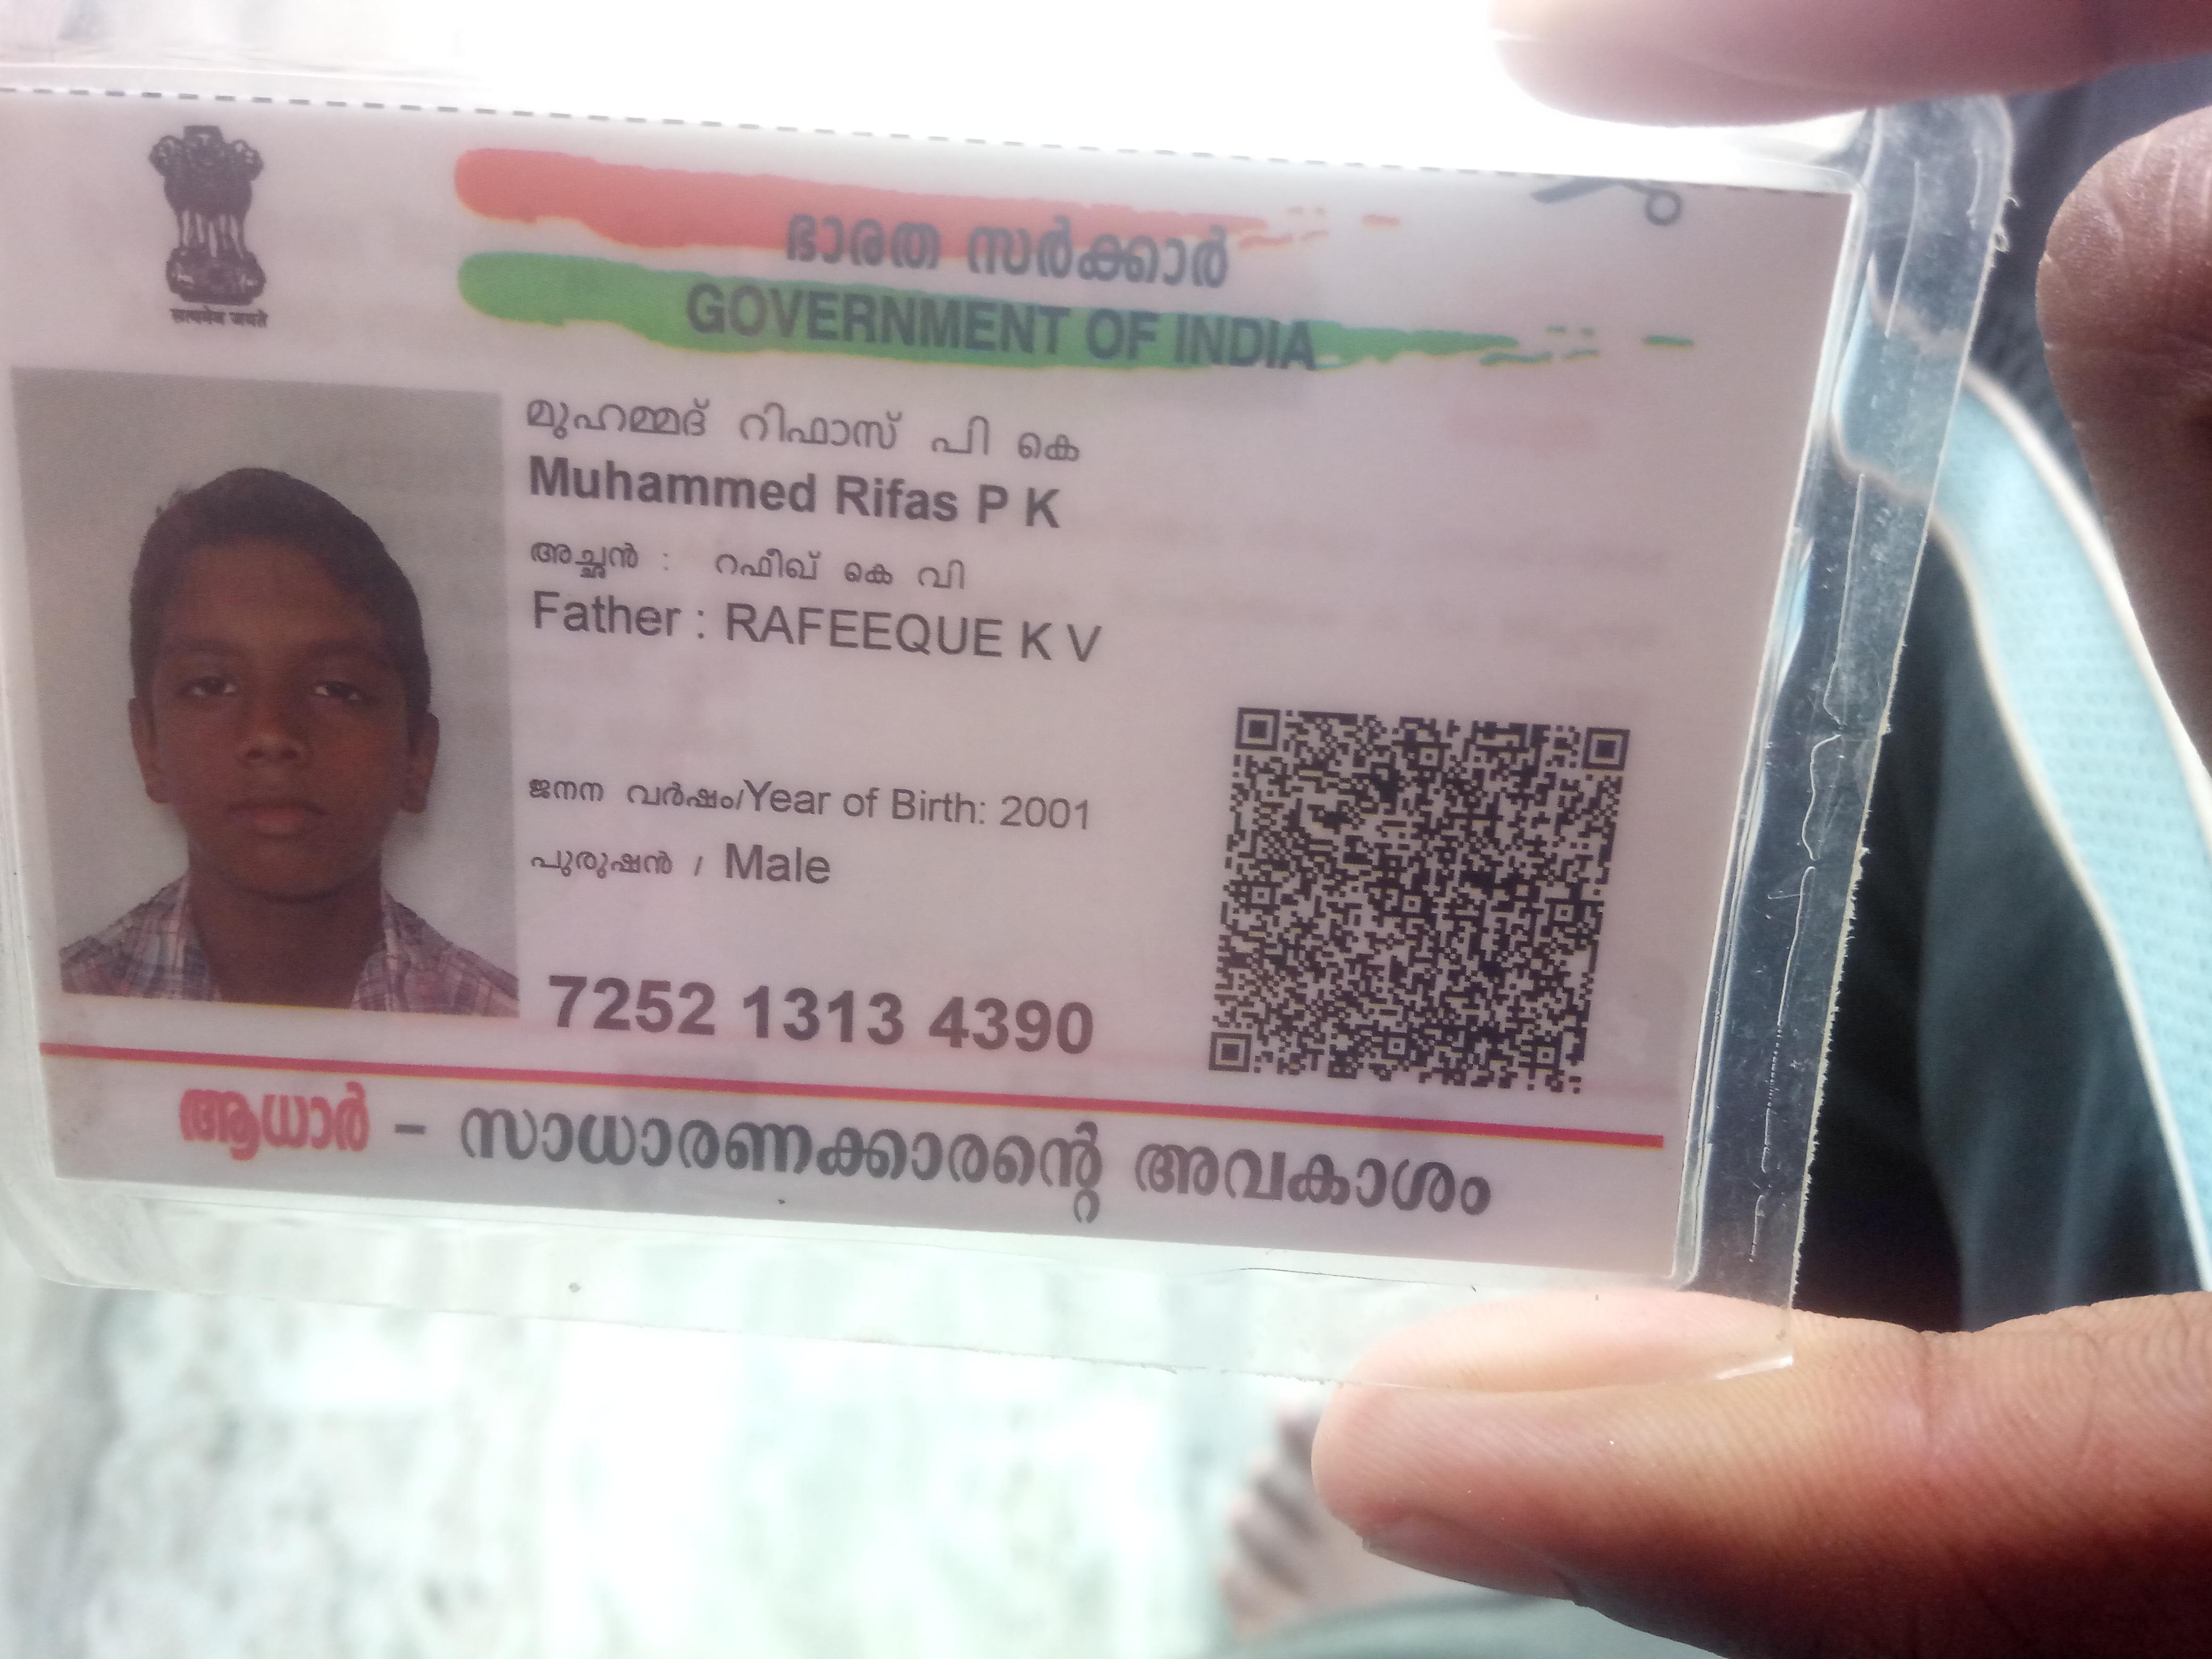 सत्यमेव जयते
ഭാരത സർക്കാർ
GOVERNMENT OF INDIA
മുഹമ്മദ് റിഫാസ് പി കെ
Muhammed Rifas P K
അച്ഛൻ : റഫീഖ് കെ വി
Father : RAFEEQUE K V
ജനന വർഷം/Year of Birth: 2001
പുരുഷൻ / Male
7252 1313 4390
ആധാർ - സാധാരണക്കാരന്റെ അവകാശം